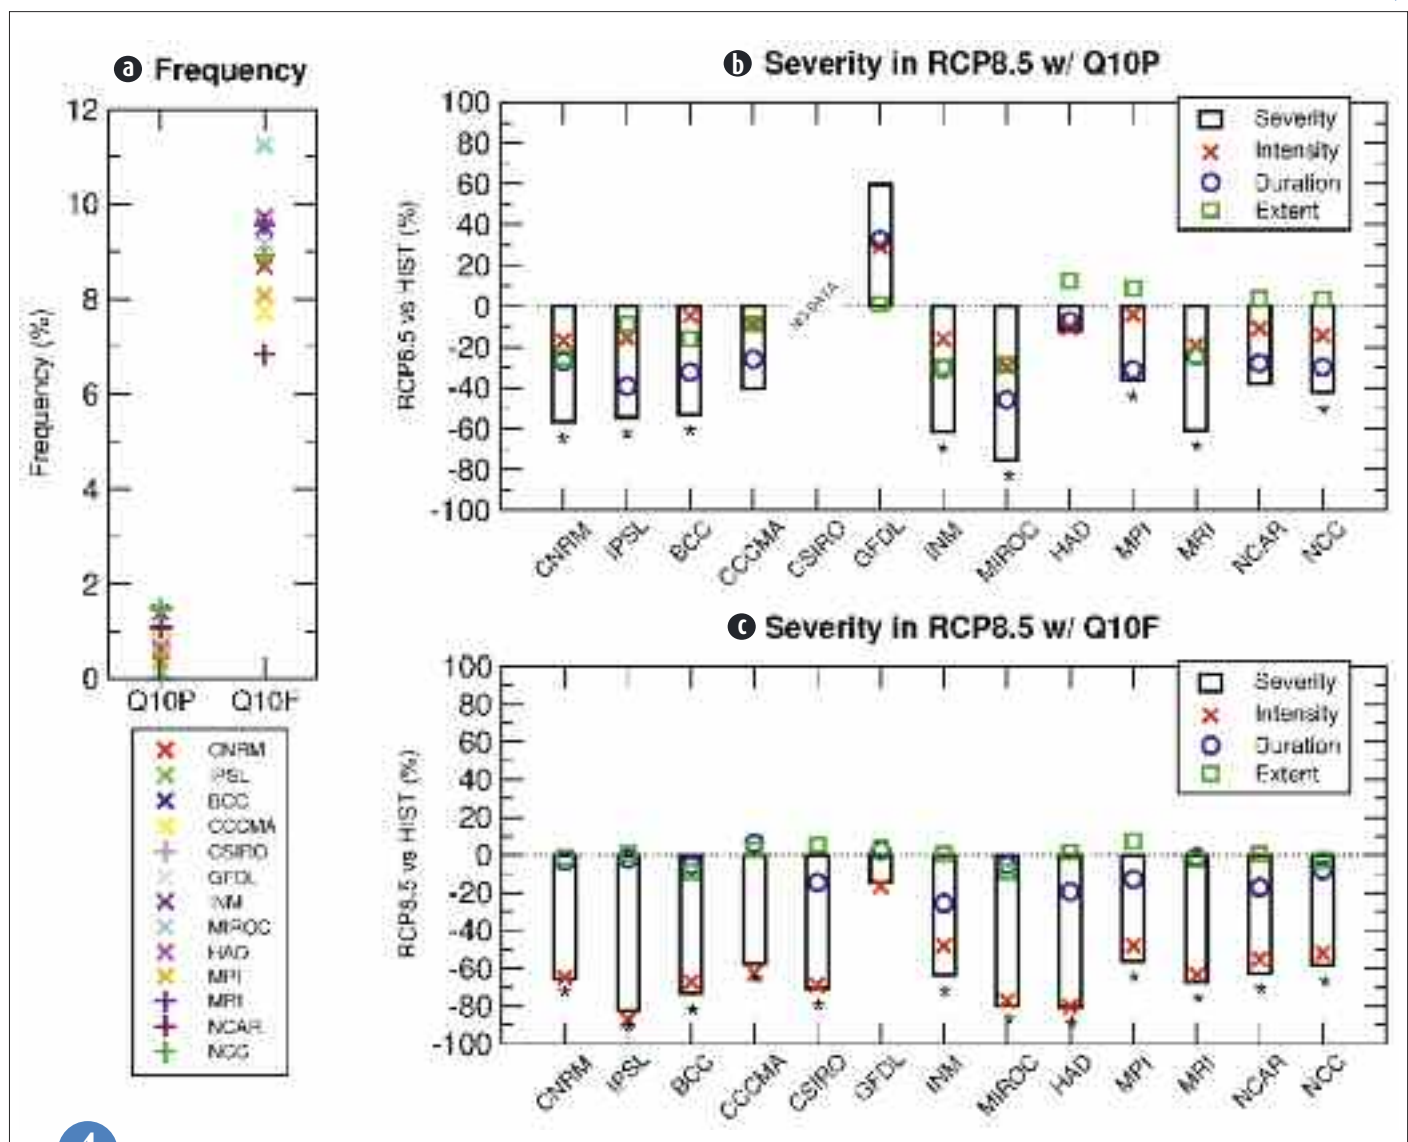 a Frequency
12
10
8
6
4
2
0
Frequency (‰)
Q10P Q10F
CNRM
IPSL
BCC
CCCMA
CSIRO
GFDL
INM
MIROC
HAD
MPI
MRI
NCAR
NCC
b Severity in RCP8.5 w/ Q10P
100
80
60
40
20
0
-20
-40
-60
-80
-100
RCP8.5 vs HIST (%)
Severity
Intensity
Duration
Extent
NO DATA
* * * * * * * *
CNRM IPSL BCC CCCMA CSIRO GFDL INM MIROC HAD MPI MRI NCAR NCC
c Severity in RCP8.5 w/ Q10F
100
80
60
40
20
0
-20
-40
-60
-80
-100
RCP8.5 vs HIST (%)
Severity
Intensity
Duration
Extent
* * * * * * * * * * * *
CNRM IPSL BCC CCCMA CSIRO GFDL INM MIROC HAD MPI MRI NCAR NCC
4